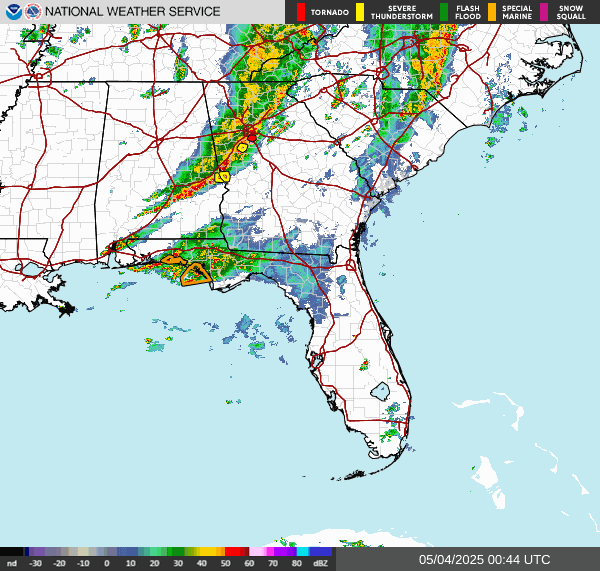 NATIONAL WEATHER SERVICE
TORNADO
SEVERE
THUNDERSTORM
FLASH
FLOOD
SPECIAL
MARINE
SNOW
SQUALL
nd -30 -20 -10 0 10 20 30 40 50 60 70 80 dBZ
05/04/2025 00:44 UTC